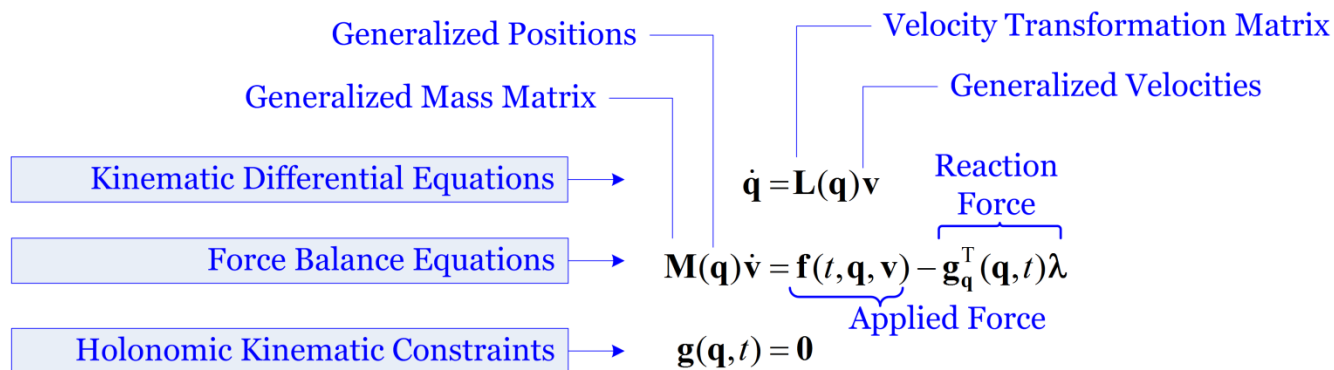 Generalized Positions
Velocity Transformation Matrix
Generalized Mass Matrix
Generalized Velocities
Kinematic Differential Equations
q̇ = L(q)v
Reaction
Force
Force Balance Equations
M(q)v̇ = f(t,q,v) − g_q^T(q,t)λ
Applied Force
Holonomic Kinematic Constraints
g(q,t) = 0